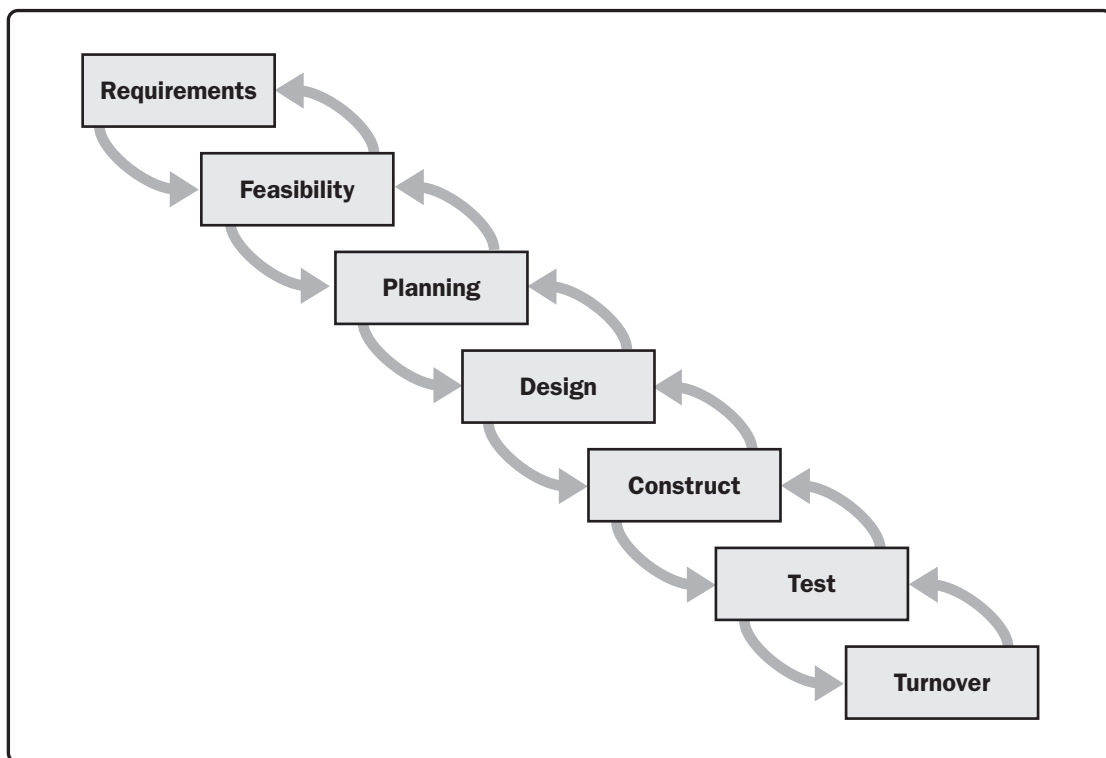 Requirements
Feasibility
Planning
Design
Construct
Test
Turnover